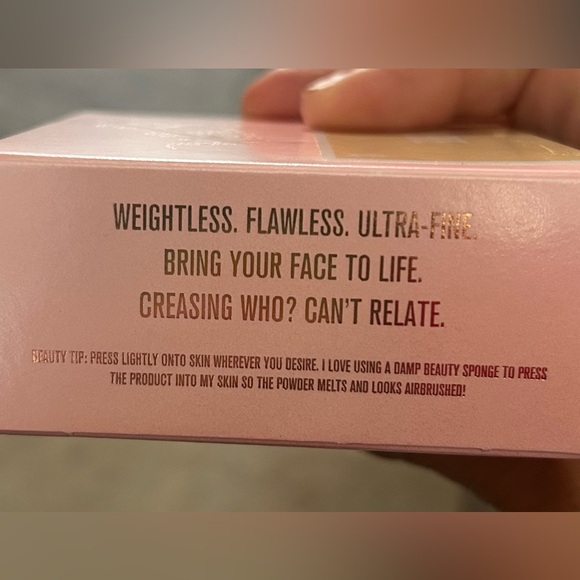 WEIGHTLESS. FLAWLESS. ULTRA-FINE.
BRING YOUR FACE TO LIFE.
CREASING WHO? CAN'T RELATE.
BEAUTY TIP: PRESS LIGHTLY ONTO SKIN WHEREVER YOU DESIRE. I LOVE USING A DAMP BEAUTY SPONGE TO PRESS
THE PRODUCT INTO MY SKIN SO THE POWDER MELTS AND LOOKS AIRBRUSHED!